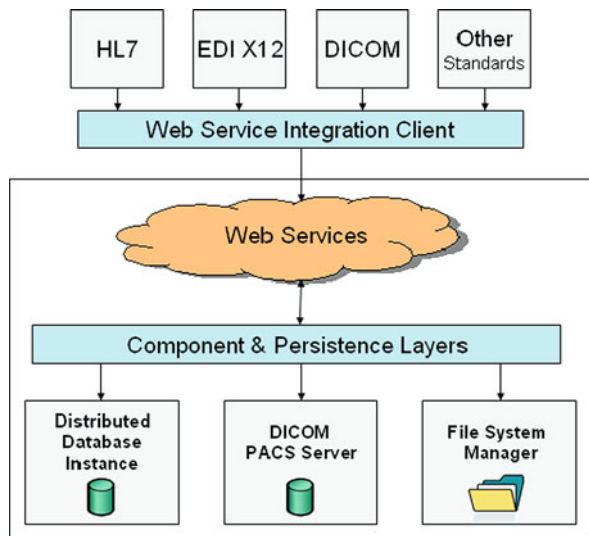 HL7
EDI X12
DICOM
Other
Standards
Web Service Integration Client
Web Services
Component & Persistence Layers
Distributed
Database
Instance
DICOM
PACS Server
File System
Manager